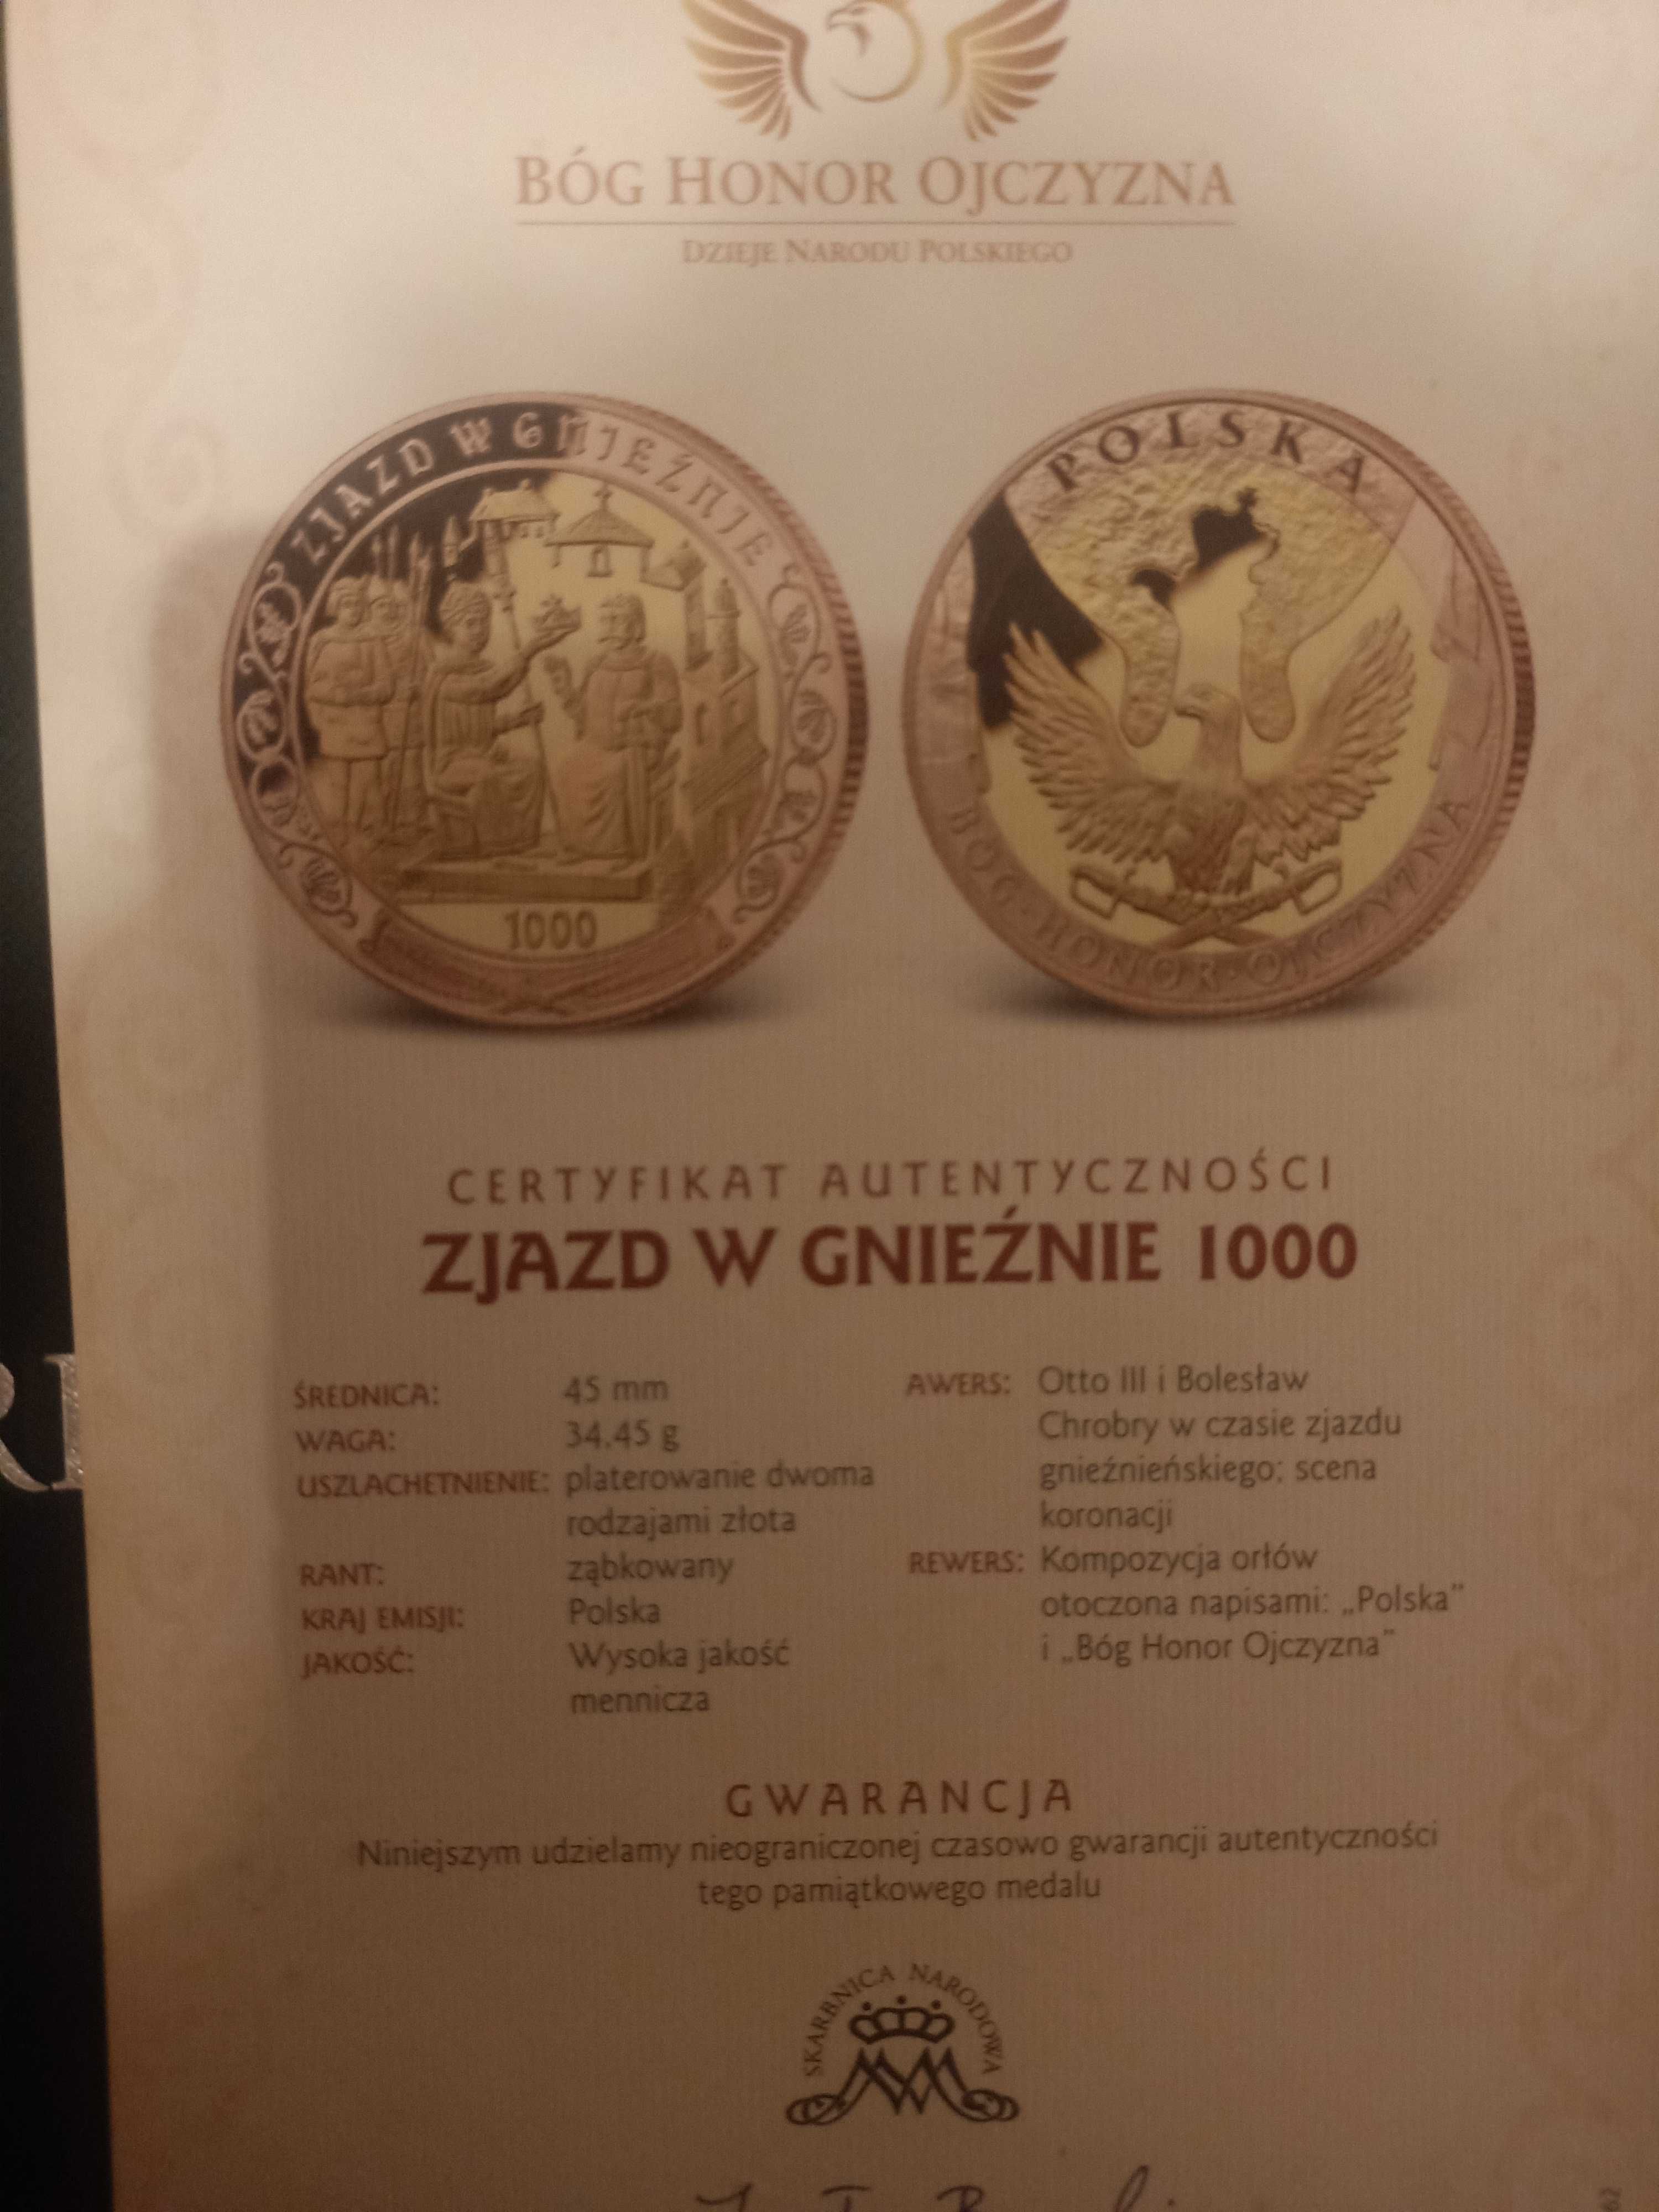 BÓG HONOR OJCZYZNA
DZIEJE NARODU POLSKIEGO
ZJAZD W GNIEŹNIE
1000
POLSKA
BÓG · HONOR · OJCZYZNA
CERTYFIKAT AUTENTYCZNOŚCI
ZJAZD W GNIEŹNIE 1000
ŚREDNICA: 45 mm
WAGA: 34.45 g
USZLACHETNIENIE: platerowanie dwoma
rodzajami złota
RANT: ząbkowany
KRAJ EMISJI: Polska
JAKOŚĆ: Wysoka jakość
mennicza
AWERS: Otto III i Bolesław
Chrobry w czasie zjazdu
gnieźnieńskiego; scena
koronacji
REWERS: Kompozycja orłów
otoczona napisami: „Polska”
i „Bóg Honor Ojczyzna”
GWARANCJA
Niniejszym udzielamy nieograniczonej czasowo gwarancji autentyczności
tego pamiątkowego medalu
SKARBNICA NARODOWA